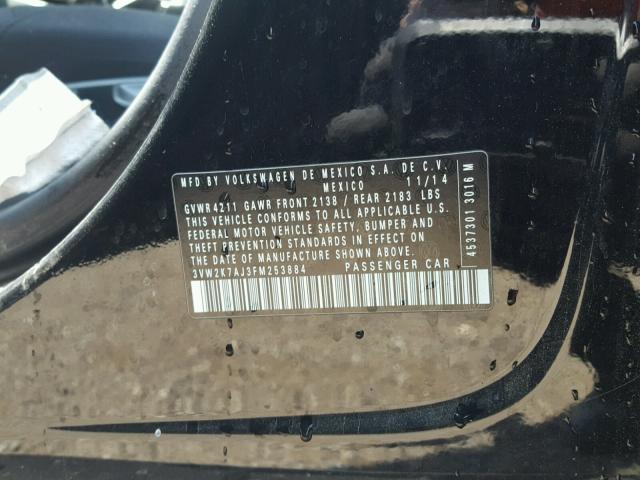 MFD BY VOLKSWAGEN DE MEXICO S.A. DE C.V.
MEXICO 11/14
GVWR4211 GAWR FRONT 2138 / REAR 2183 LBS
THIS VEHICLE CONFORMS TO ALL APPLICABLE U.S.
FEDERAL MOTOR VEHICLE SAFETY, BUMPER AND
THEFT PREVENTION STANDARDS IN EFFECT ON
THE DATE OF MANUFACTURE SHOWN ABOVE.
3VW2K7AJ3FM253884 PASSENGER CAR
4537301 3016 M